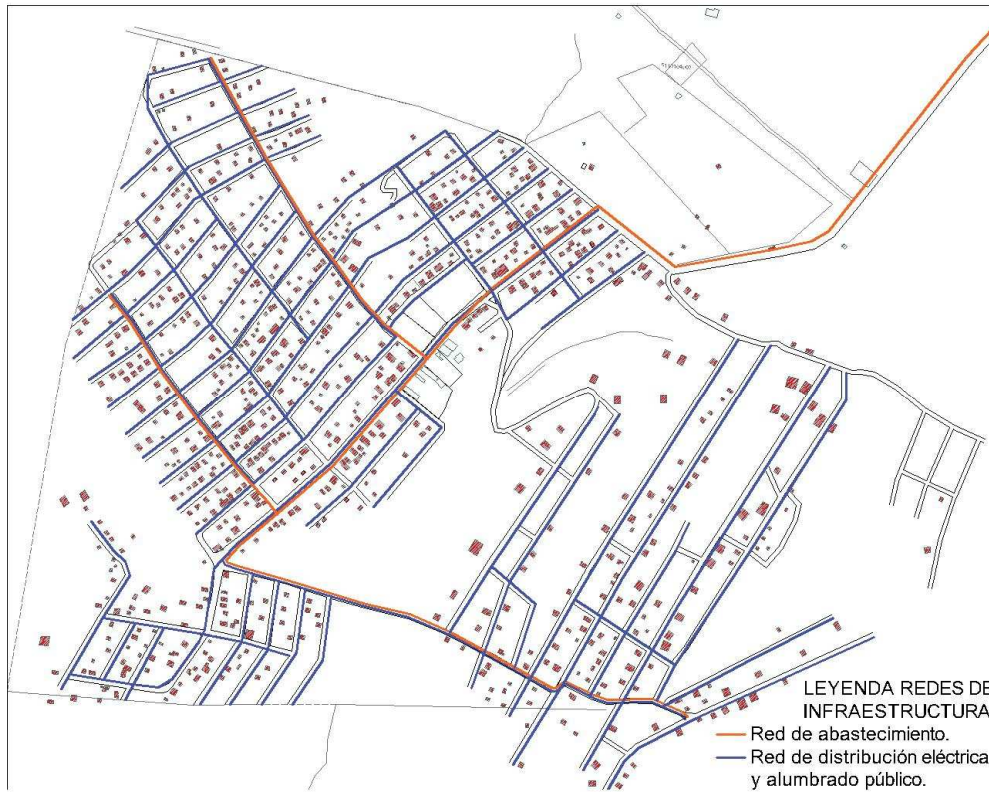 LEYENDA REDES DE
INFRAESTRUCTURA
Red de abastecimiento.
Red de distribución eléctrica
y alumbrado público.